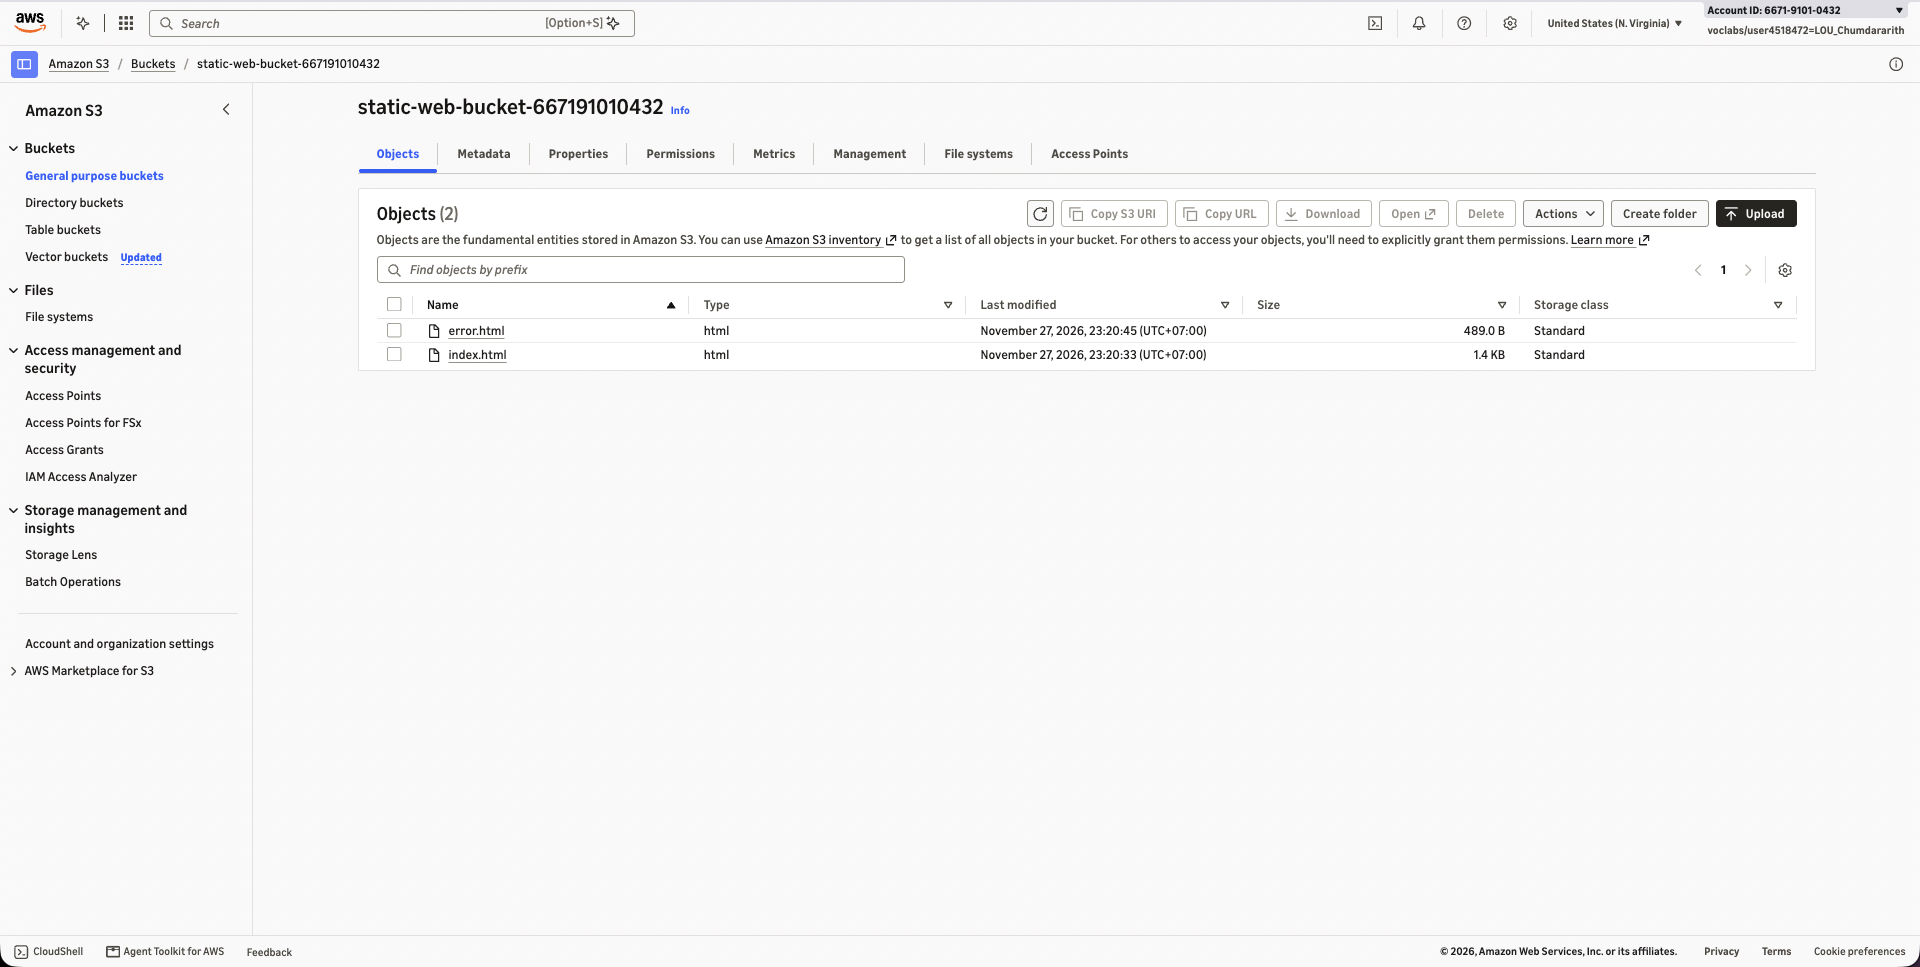 aws
Search [Option+S]
United States (N. Virginia) ▼
Account ID: 6671-9101-0432 ▼
voclabs/user4518472=LOU_Chumdararith
Amazon S3 / Buckets / static-web-bucket-667191010432
Amazon S3
Buckets
General purpose buckets
Directory buckets
Table buckets
Vector buckets Updated
Files
File systems
Access management and
security
Access Points
Access Points for FSx
Access Grants
IAM Access Analyzer
Storage management and
insights
Storage Lens
Batch Operations
Account and organization settings
AWS Marketplace for S3
static-web-bucket-667191010432 Info
Objects Metadata Properties Permissions Metrics Management File systems Access Points
Objects (2)
Copy S3 URI Copy URL Download Open Delete Actions Create folder Upload
Objects are the fundamental entities stored in Amazon S3. You can use Amazon S3 inventory to get a list of all objects in your bucket. For others to access your objects, you'll need to explicitly grant them permissions. Learn more
Find objects by prefix
1
Name Type Last modified Size Storage class
error.html html November 27, 2026, 23:20:45 (UTC+07:00) 489.0 B Standard
index.html html November 27, 2026, 23:20:33 (UTC+07:00) 1.4 KB Standard
CloudShell Agent Toolkit for AWS Feedback
© 2026, Amazon Web Services, Inc. or its affiliates. Privacy Terms Cookie preferences